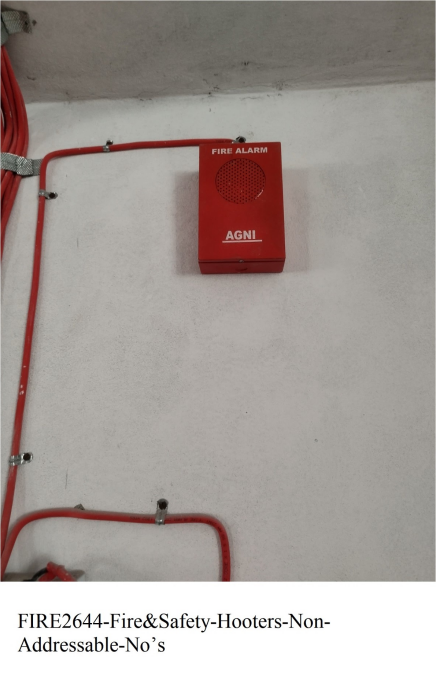 FIRE ALARM
AGNI
FIRE2644-Fire&Safety-Hooters-Non-
Addressable-No’s